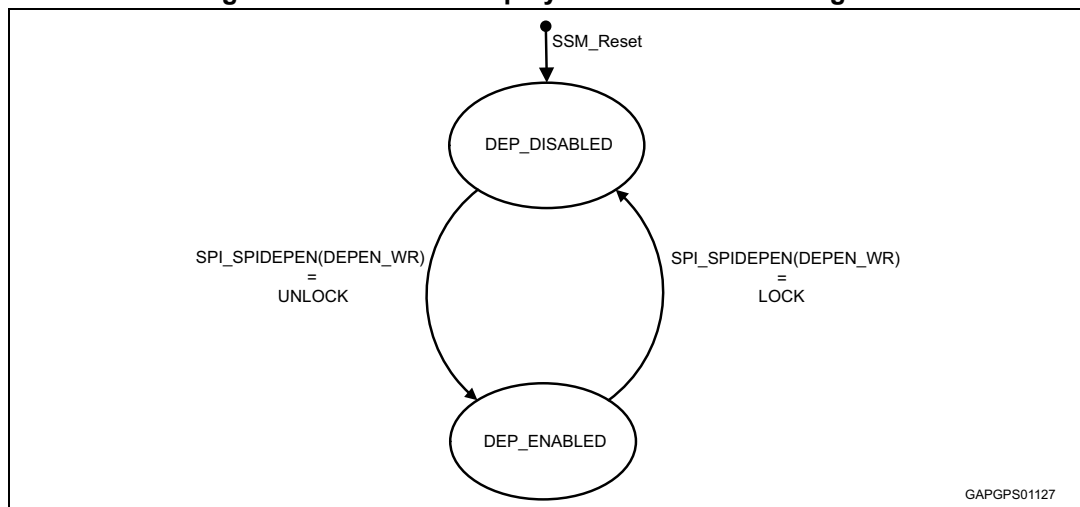 SSM_Reset
DEP_DISABLED
SPI_SPIDEPEN(DEPEN_WR)
=
UNLOCK
SPI_SPIDEPEN(DEPEN_WR)
=
LOCK
DEP_ENABLED
GAPGPS01127